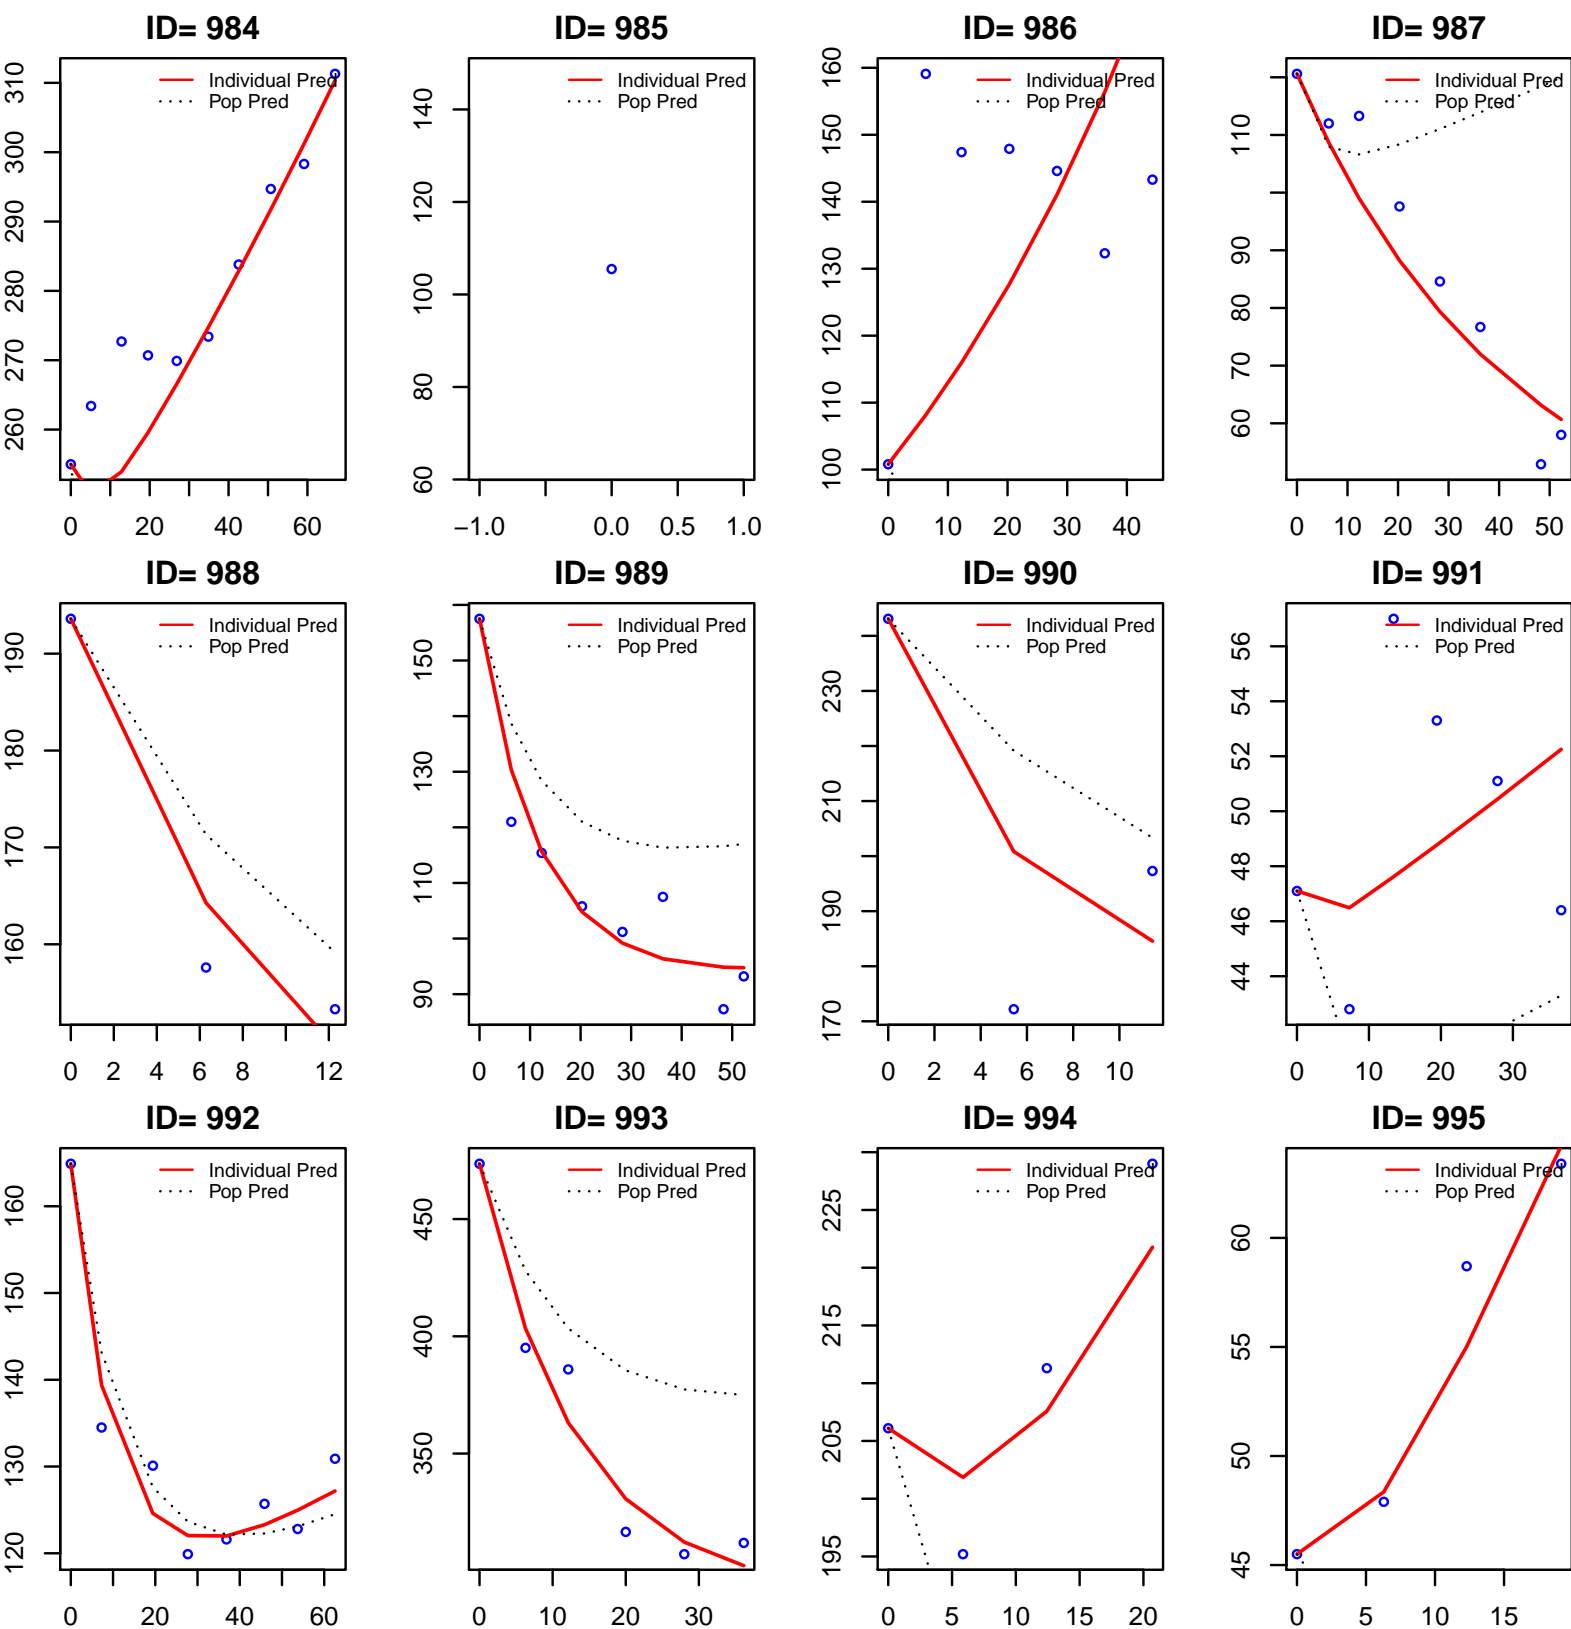 ID= 984
310
300
290
280
270
260
0 20 40 60
Individual Pred
Pop Pred
ID= 985
140
120
100
80
60
−1.0 0.0 0.5 1.0
Individual Pred
Pop Pred
ID= 986
160
150
140
130
120
110
100
0 10 20 30 40
Individual Pred
Pop Pred
ID= 987
110
90
80
70
60
0 10 20 30 40 50
Individual Pred
Pop Pred
ID= 988
190
180
170
160
0 2 4 6 8 12
Individual Pred
Pop Pred
ID= 989
150
130
110
90
0 10 20 30 40 50
Individual Pred
Pop Pred
ID= 990
230
210
190
170
0 2 4 6 8 10
Individual Pred
Pop Pred
ID= 991
56
54
52
50
48
46
44
0 10 20 30
Individual Pred
Pop Pred
ID= 992
160
150
140
130
120
0 20 40 60
Individual Pred
Pop Pred
ID= 993
450
400
350
0 10 20 30
Individual Pred
Pop Pred
ID= 994
225
215
205
195
0 5 10 15 20
Individual Pred
Pop Pred
ID= 995
60
55
50
45
0 5 10 15
Individual Pred
Pop Pred